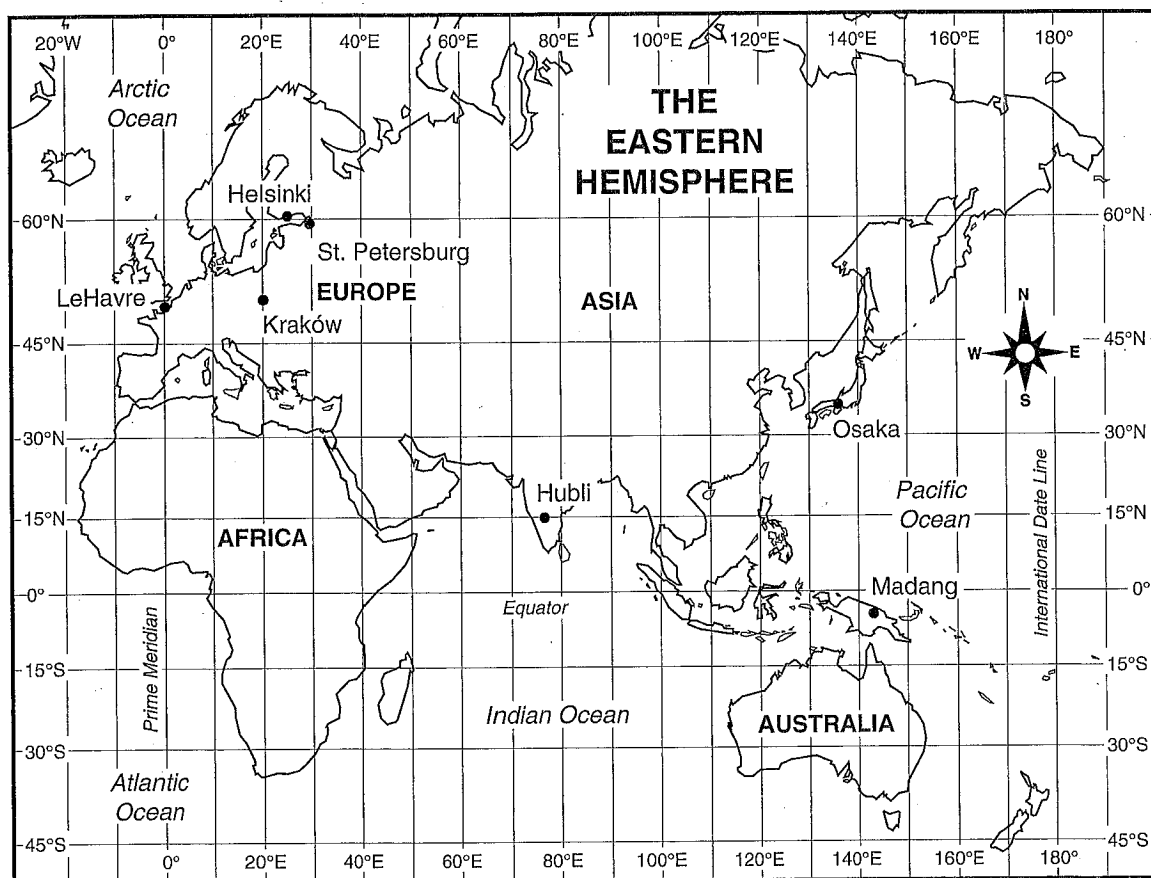 20°W 0° 20°E 40°E 60°E 80°E 100°E 120°E 140°E 160°E 180°
Arctic
Ocean
THE
EASTERN
HEMISPHERE
Helsinki
60°N 60°N
St. Petersburg
LeHavre
EUROPE
ASIA
Kraków
N
45°N 45°N
W E
S
Osaka
30°N 30°N
Hubli
Pacific
Ocean
International Date Line
15°N 15°N
AFRICA
Madang
0° 0°
Equator
Prime Meridian
15°S 15°S
Indian Ocean
AUSTRALIA
30°S 30°S
Atlantic
Ocean
45°S 45°S
0° 20°E 40°E 60°E 80°E 100°E 120°E 140°E 160°E 180°